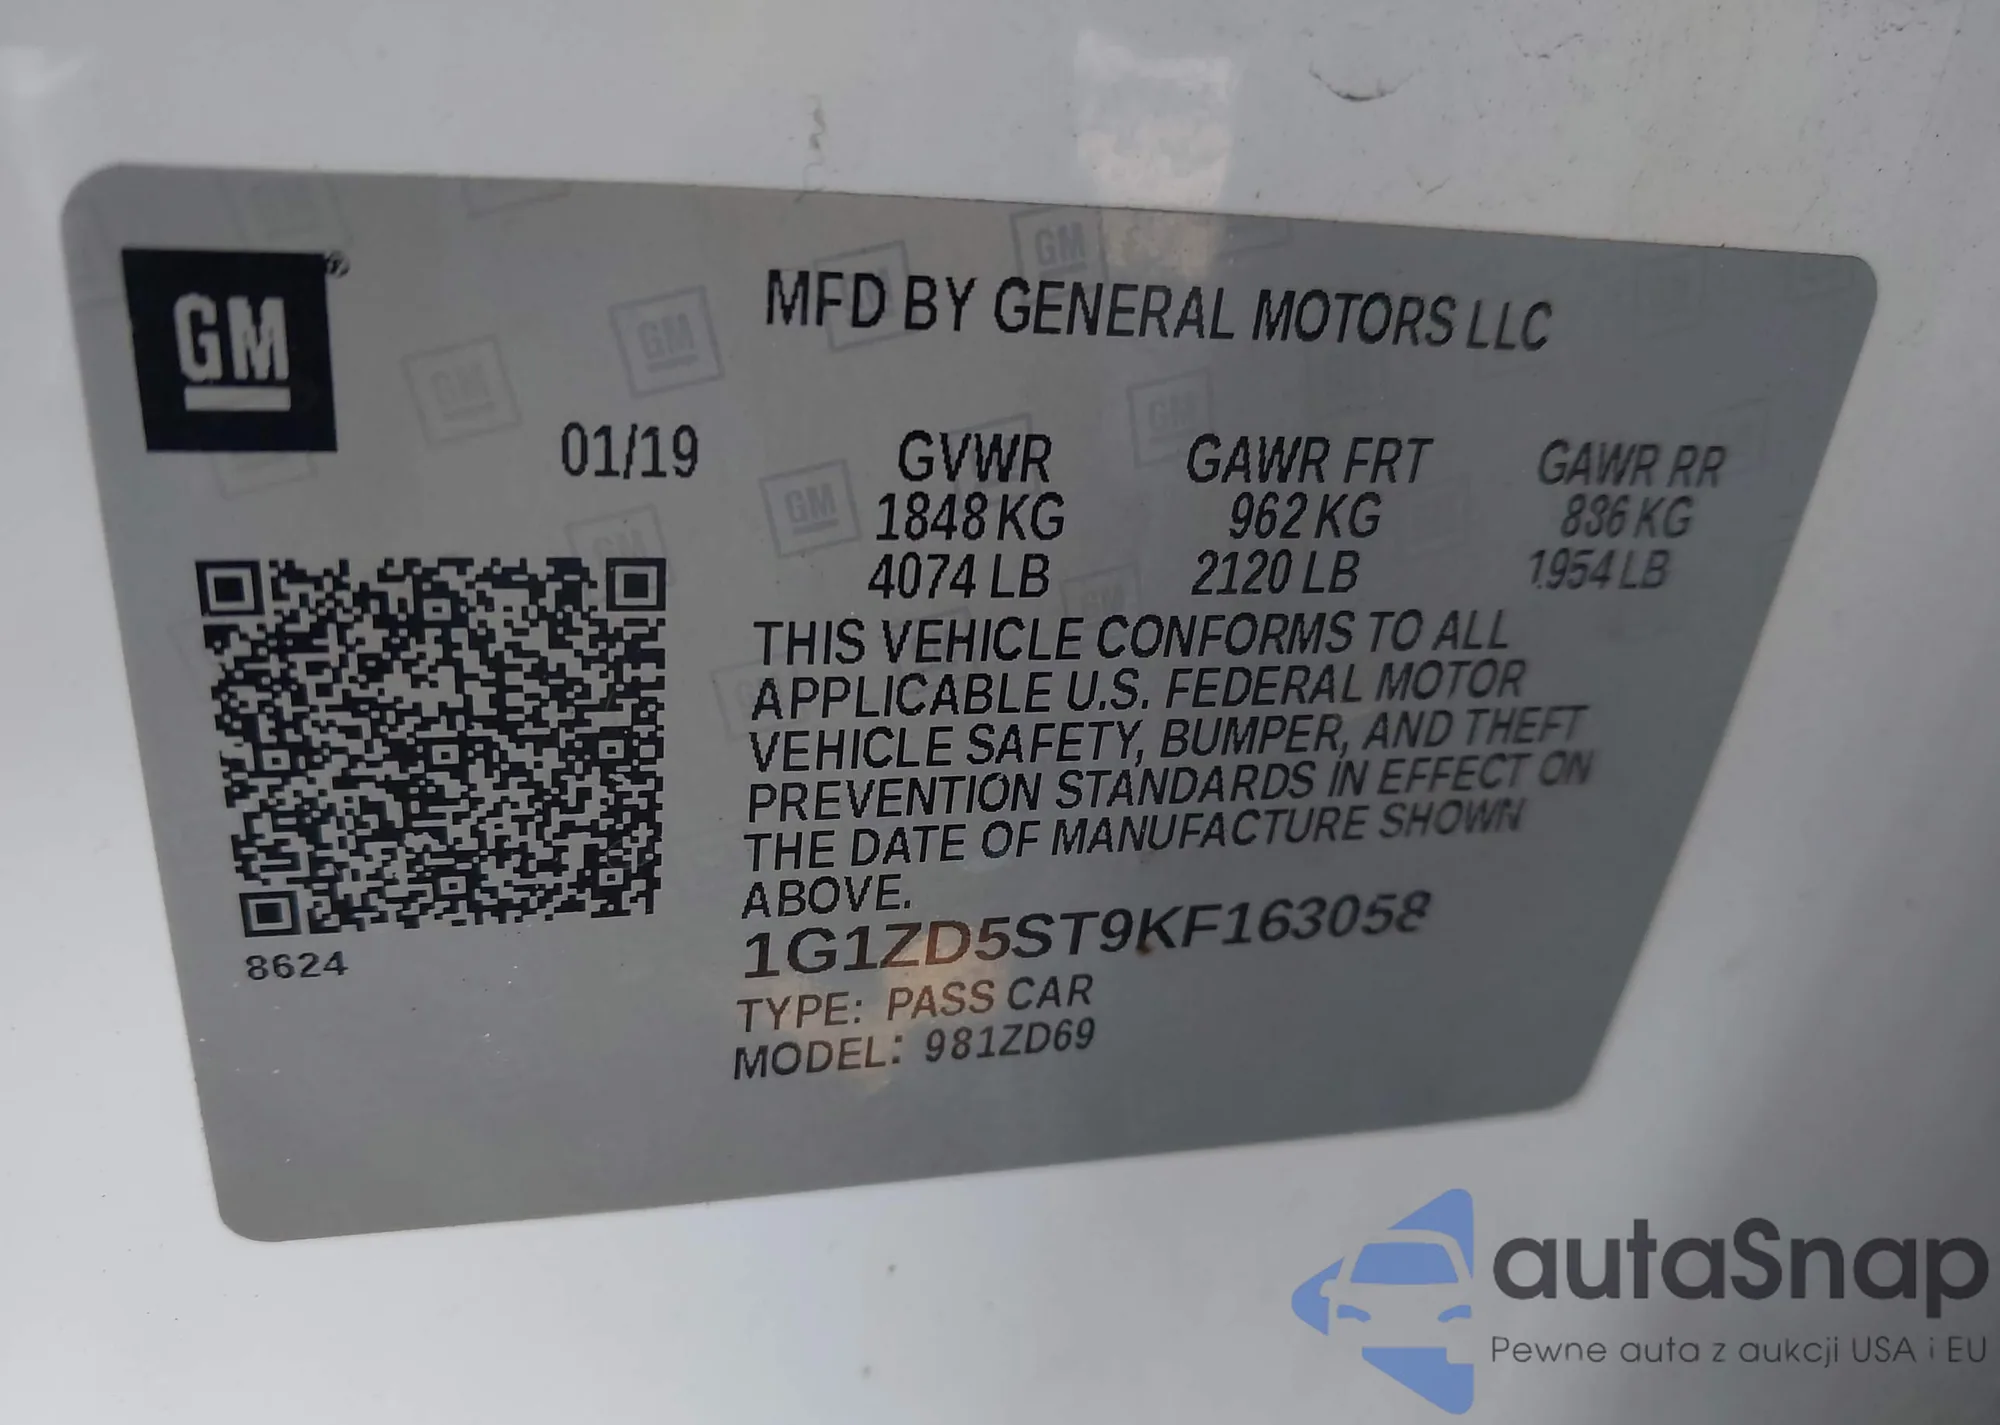 GM
MFD BY GENERAL MOTORS LLC
01/19
GVWR GAWR FRT GAWR RR
1848 KG 962 KG 886 KG
4074 LB 2120 LB 1954 LB
THIS VEHICLE CONFORMS TO ALL
APPLICABLE U.S. FEDERAL MOTOR
VEHICLE SAFETY, BUMPER, AND THEFT
PREVENTION STANDARDS IN EFFECT ON
THE DATE OF MANUFACTURE SHOWN
ABOVE.
1G1ZD5ST9KF163058
TYPE: PASS CAR
MODEL: 981ZD69
8624
autaSnap
Pewne auta z aukcji USA i EU